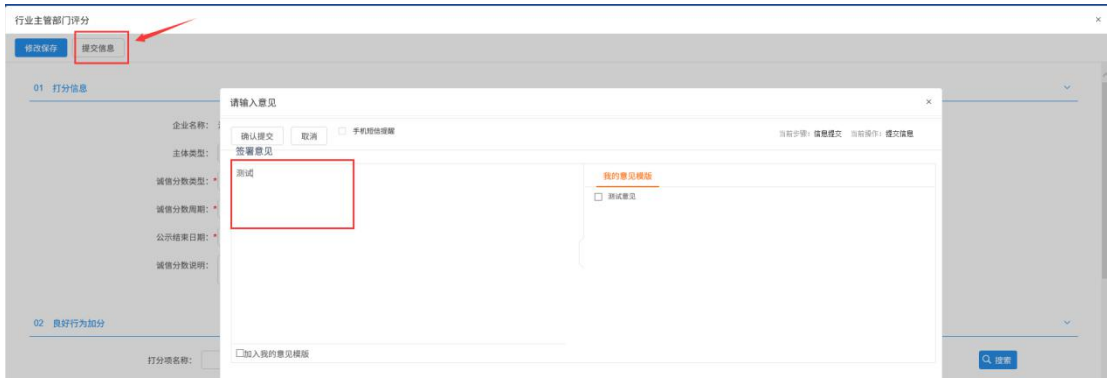 行业主管部门评分
修改保存 提交信息
01 打分信息
请输入意见
企业名称:
确认提交 取消 手机短信提醒 当前步骤: 信息提交 当前操作: 提交信息
主体类型: 签署意见
测试 我的意见模版
诚信分数类型: *
测试意见
诚信分数周期: *
公示结束日期: *
诚信分数说明:
02 良好行为加分
加入我的意见模版
打分项名称: 搜索